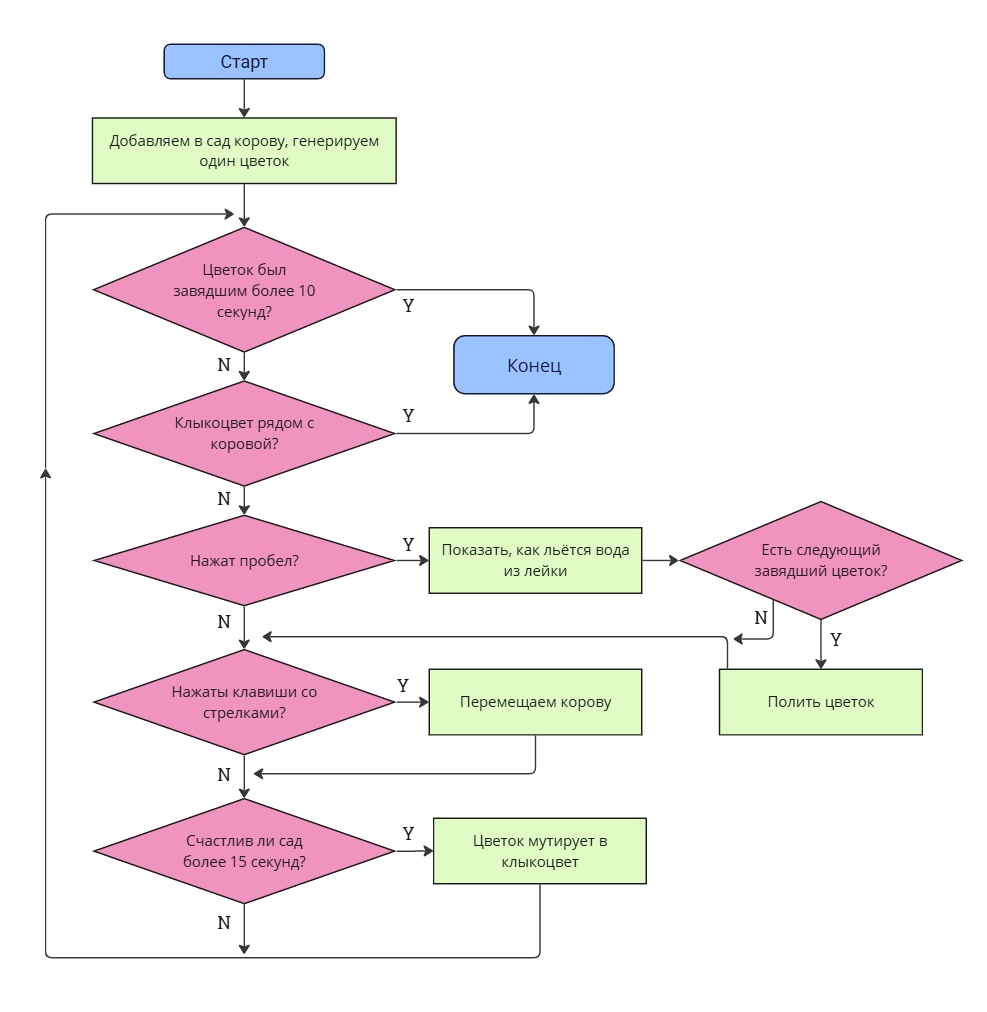 Старт
Добавляем в сад корову, генерируем
один цветок
Цветок был
завядшим более 10
секунд?
Y
N
Конец
Клыкоцвет рядом с
коровой?
Y
N
Нажат пробел?
Y
Показать, как льётся вода
из лейки
Есть следующий
завядший цветок?
N
N
Y
Нажаты клавиши со
стрелками?
Y
Перемещаем корову
Полить цветок
N
Счастлив ли сад
более 15 секунд?
Y
Цветок мутирует в
клыкоцвет
N